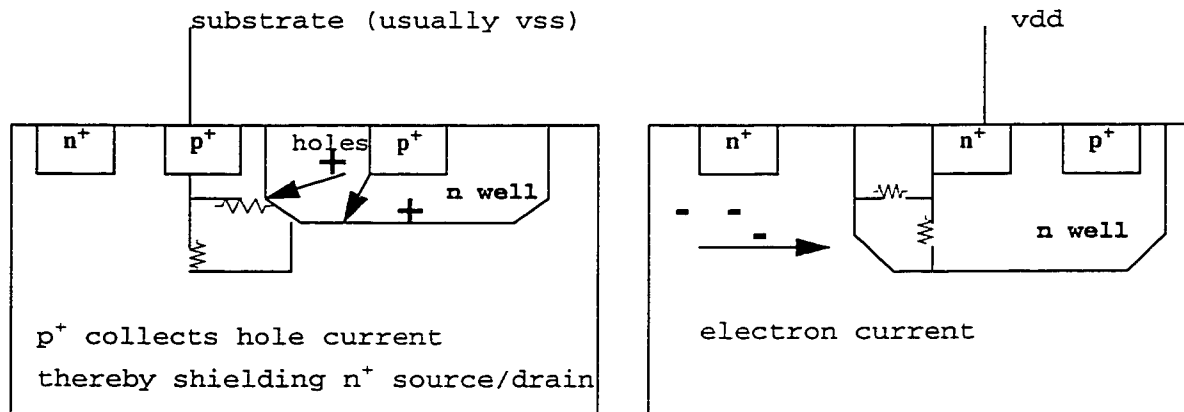 substrate (usually vss)
vdd
n+ p+ holes p+
n well
n+ n+ p+
n well
p+ collects hole current
thereby shielding n+ source/drain
electron current